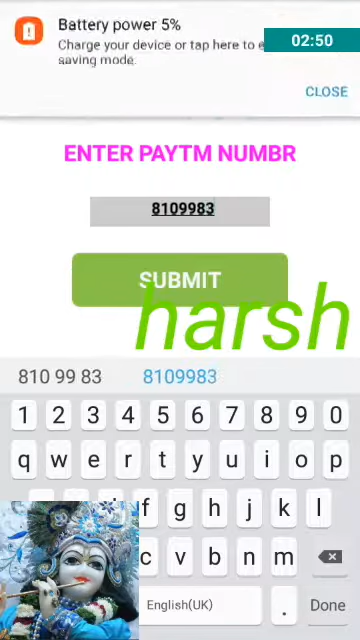 Battery power 5%
Charge your device or tap here to e
saving mode.
02:50
CLOSE
ENTER PAYTM NUMBR
8109983
SUBMIT
harsh
810 99 83 8109983
1 2 3 4 5 6 7 8 9 0
q w e r t y u i o p
f g h j k l
c v b n m
English(UK) . Done